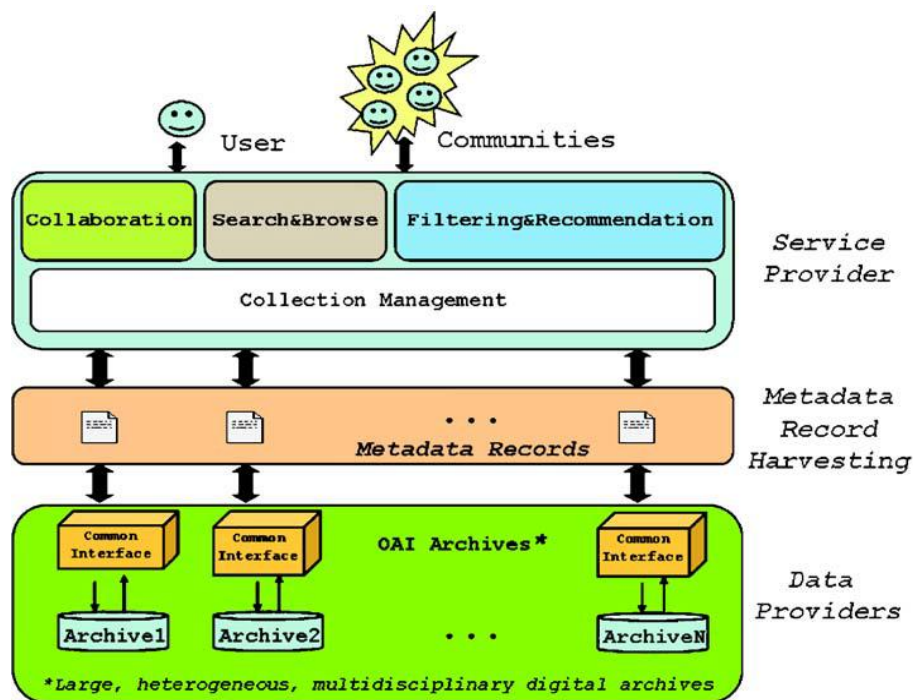 User
Communities
Collaboration
Search&Browse
Filtering&Recommendation
Collection Management
Service
Provider
. . .
Metadada Records
Metadata
Record
Harvesting
Common
Interface
Common
Interface
OAI Archives*
Common
Interface
Archive1
Archive2
. . .
ArchiveN
Data
Providers
*Large, heterogeneous, multidisciplinary digital archives